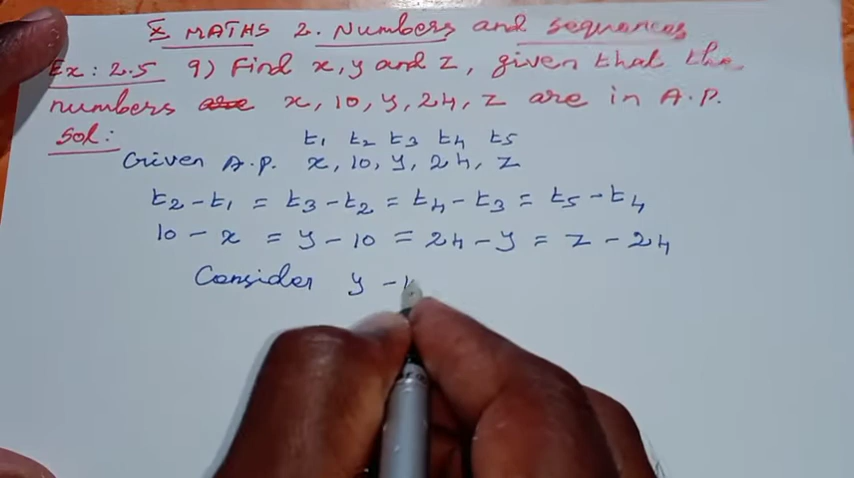 X MATHS 2. Numbers and sequences
Ex: 2.5 9) Find x, y and z, given that the
numbers x, 10, y, 24, z are in A.P.
Sol:
t₁ t₂ t₃ t₄ t₅
Given A.P. x, 10, y, 24, z
t₂ - t₁ = t₃ - t₂ = t₄ - t₃ = t₅ - t₄
10 - x = y - 10 = 24 - y = z - 24
Consider y - 1